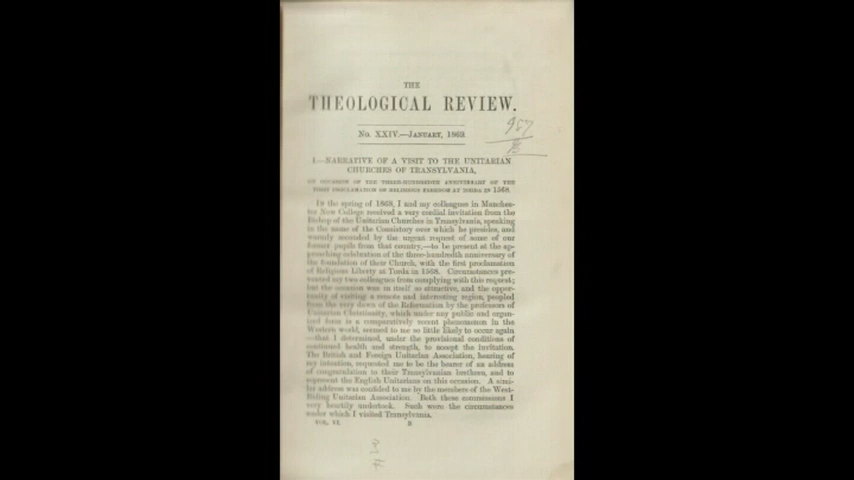 THE
THEOLOGICAL REVIEW.
No. XXIV.—January, 1869.
I.—NARRATIVE OF A VISIT TO THE UNITARIAN
CHURCHES OF TRANSYLVANIA,
ON OCCASION OF THE THREE-HUNDREDTH ANNIVERSARY OF THE
FIRST PROCLAMATION OF RELIGIOUS FREEDOM AT TORDA IN 1568.
In the spring of 1868, I and my colleagues in Manches-
ter New College received a very cordial invitation from the
Bishop of the Unitarian Churches in Transylvania, speaking
in the name of the Consistory over which he presides, and
warmly seconded by the urgent request of some of our
former pupils from that country,—to be present at the ap-
proaching celebration of the three-hundredth anniversary of
the foundation of their Church, with the first proclamation
of Religious Liberty at Torda in 1568. Circumstances pre-
vented my two colleagues from complying with this request;
but the occasion was in itself so attractive, and the oppor-
tunity of visiting a remote and interesting region, peopled
from the very dawn of the Reformation by the professors of
Unitarian Christianity, which under any public and organ-
ized form is a comparatively recent phenomenon in the
Western world, seemed to me so little likely to occur again
—that I determined, under the provisional conditions of
continued health and strength, to accept the invitation.
The British and Foreign Unitarian Association, hearing of
my intention, requested me to be the bearer of an address
of congratulation to their Transylvanian brethren, and to
represent the English Unitarians on this occasion. A simi-
lar address was confided to me by the members of the West-
Riding Unitarian Association. Both these commissions I
very heartily undertook. Such were the circumstances
under which I visited Transylvania.
VOL. VI. B